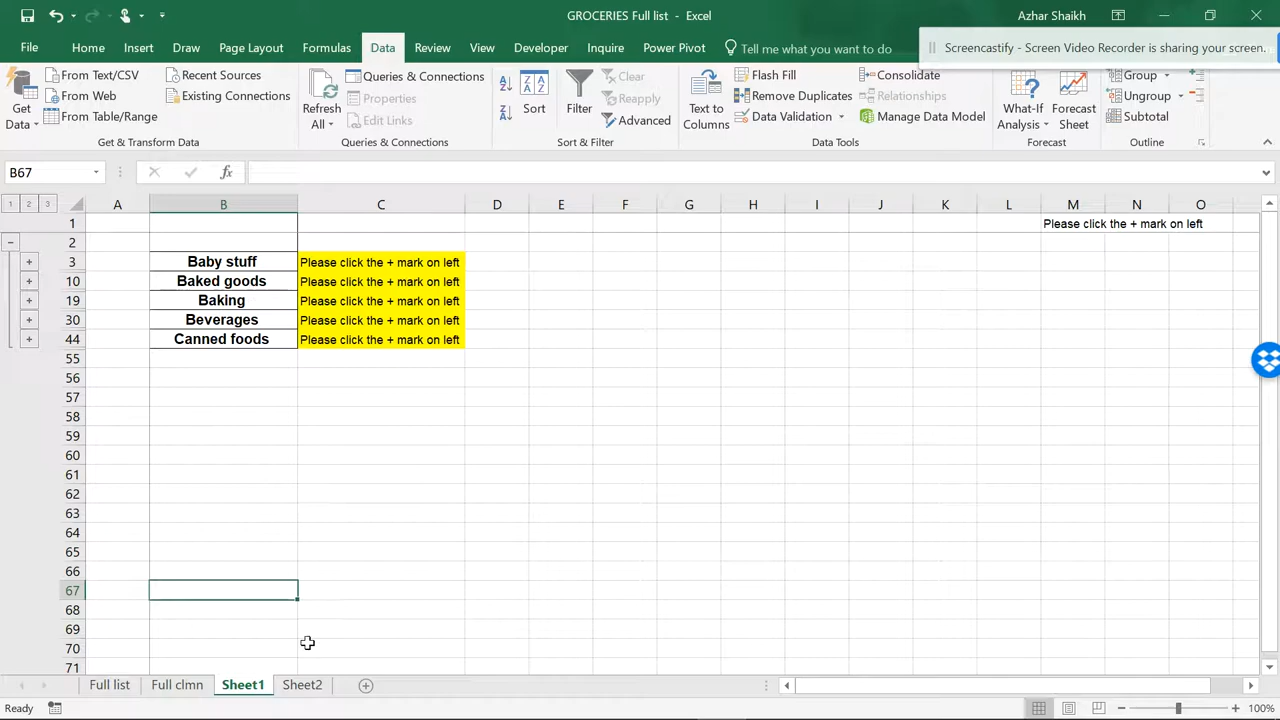 GROCERIES Full list - Excel
Azhar Shaikh
File Home Insert Draw Page Layout Formulas Data Review View Developer Inquire Power Pivot Tell me what you want to do
Screencastify - Screen Video Recorder is sharing your screen.
From Text/CSV Recent Sources Queries & Connections Clear Flash Fill Consolidate Group
From Web Existing Connections Properties Reapply Remove Duplicates Relationships Ungroup
From Table/Range Edit Links Advanced Data Validation Manage Data Model Subtotal
Get Data
Refresh All
Sort
Filter
Text to Columns
What-If Analysis
Forecast Sheet
Get & Transform Data Queries & Connections Sort & Filter Data Tools Forecast Outline
B67 fx
1 2 3 A B C D E F G H I J K L M N O
1 Please click the + mark on left
2
3 Baby stuff Please click the + mark on left
10 Baked goods Please click the + mark on left
19 Baking Please click the + mark on left
30 Beverages Please click the + mark on left
44 Canned foods Please click the + mark on left
55
56
57
58
59
60
61
62
63
64
65
66
67
68
69
70
71
Full list Full clmn Sheet1 Sheet2
Ready 100%